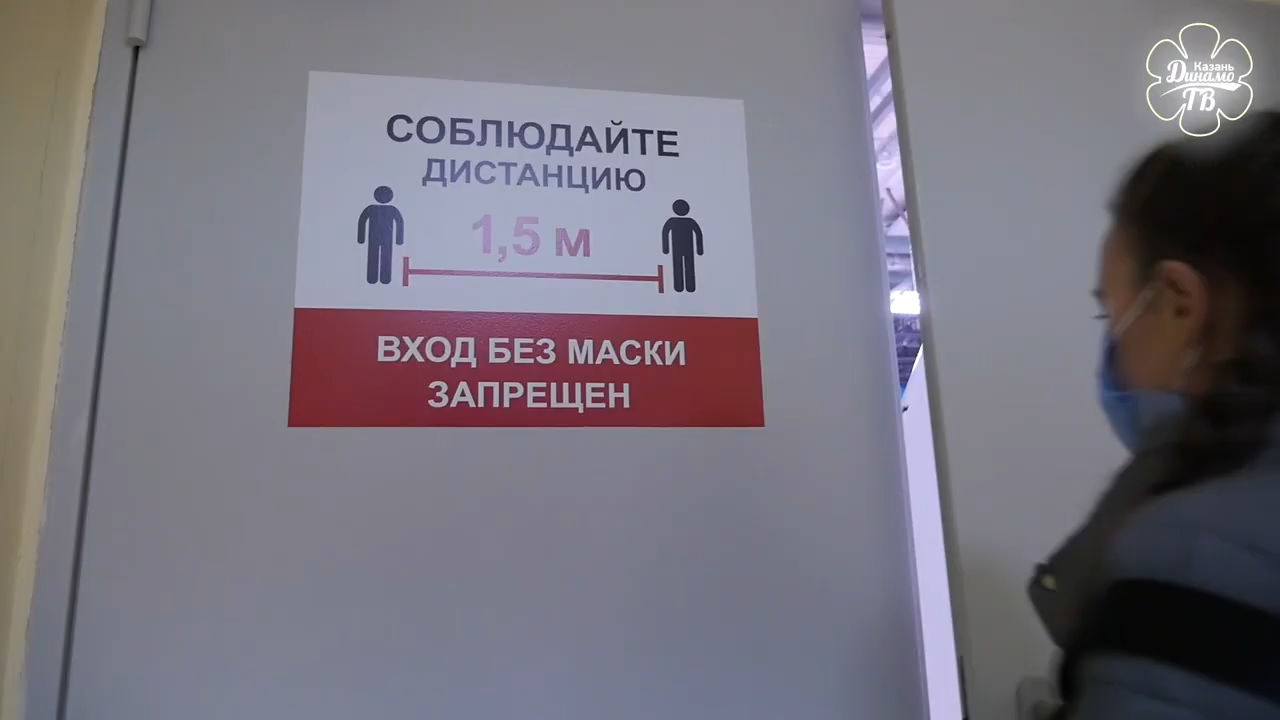 СОБЛЮДАЙТЕ
ДИСТАНЦИЮ
1,5 м
ВХОД БЕЗ МАСКИ
ЗАПРЕЩЕН
Казань
Динамо
ТВ